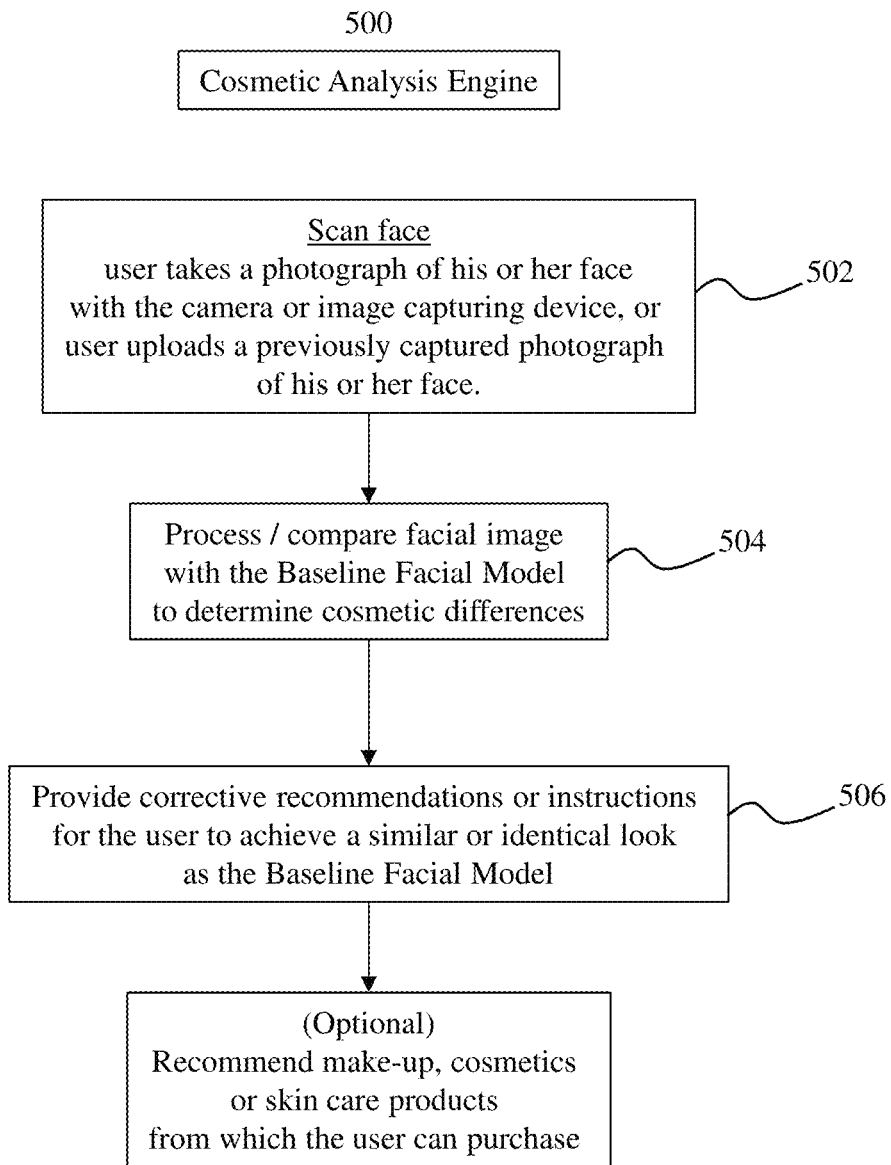 500
Cosmetic Analysis Engine
Scan face
user takes a photograph of his or her face
with the camera or image capturing device, or
user uploads a previously captured photograph
of his or her face.
502
Process / compare facial image
with the Baseline Facial Model
to determine cosmetic differences
504
Provide corrective recommendations or instructions
for the user to achieve a similar or identical look
as the Baseline Facial Model
506
(Optional)
Recommend make-up, cosmetics
or skin care products
from which the user can purchase